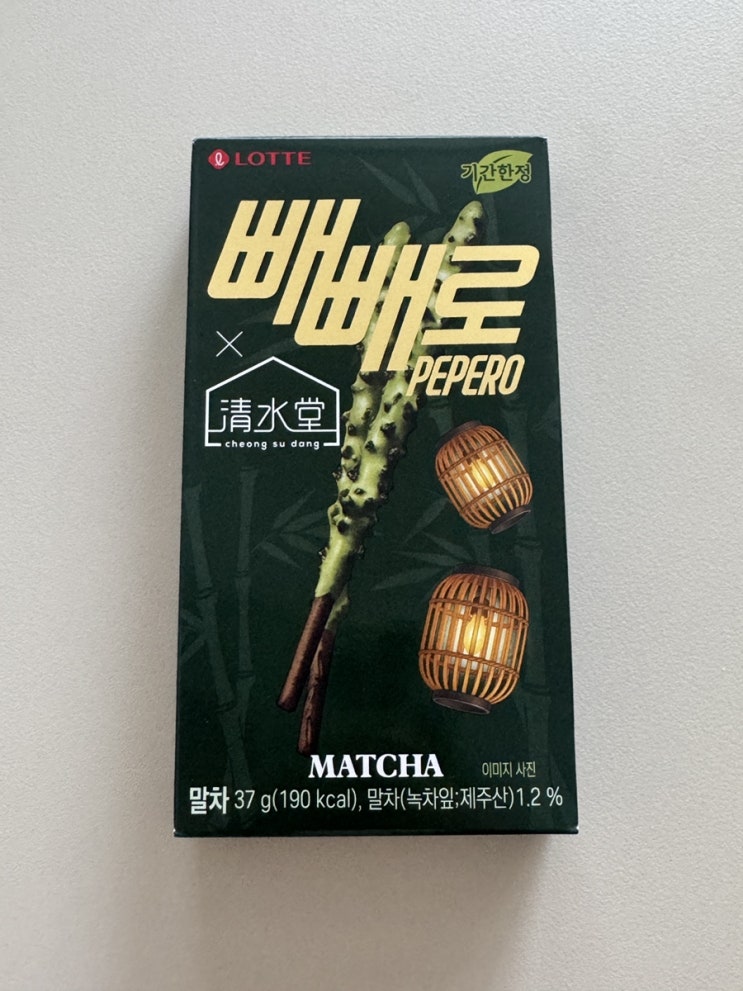 LOTTE
기간한정
빼빼로
PEPERO
×
清水堂
cheong su dang
MATCHA
이미지 사진
말차 37 g(190 kcal), 말차(녹차잎;제주산)1.2 %